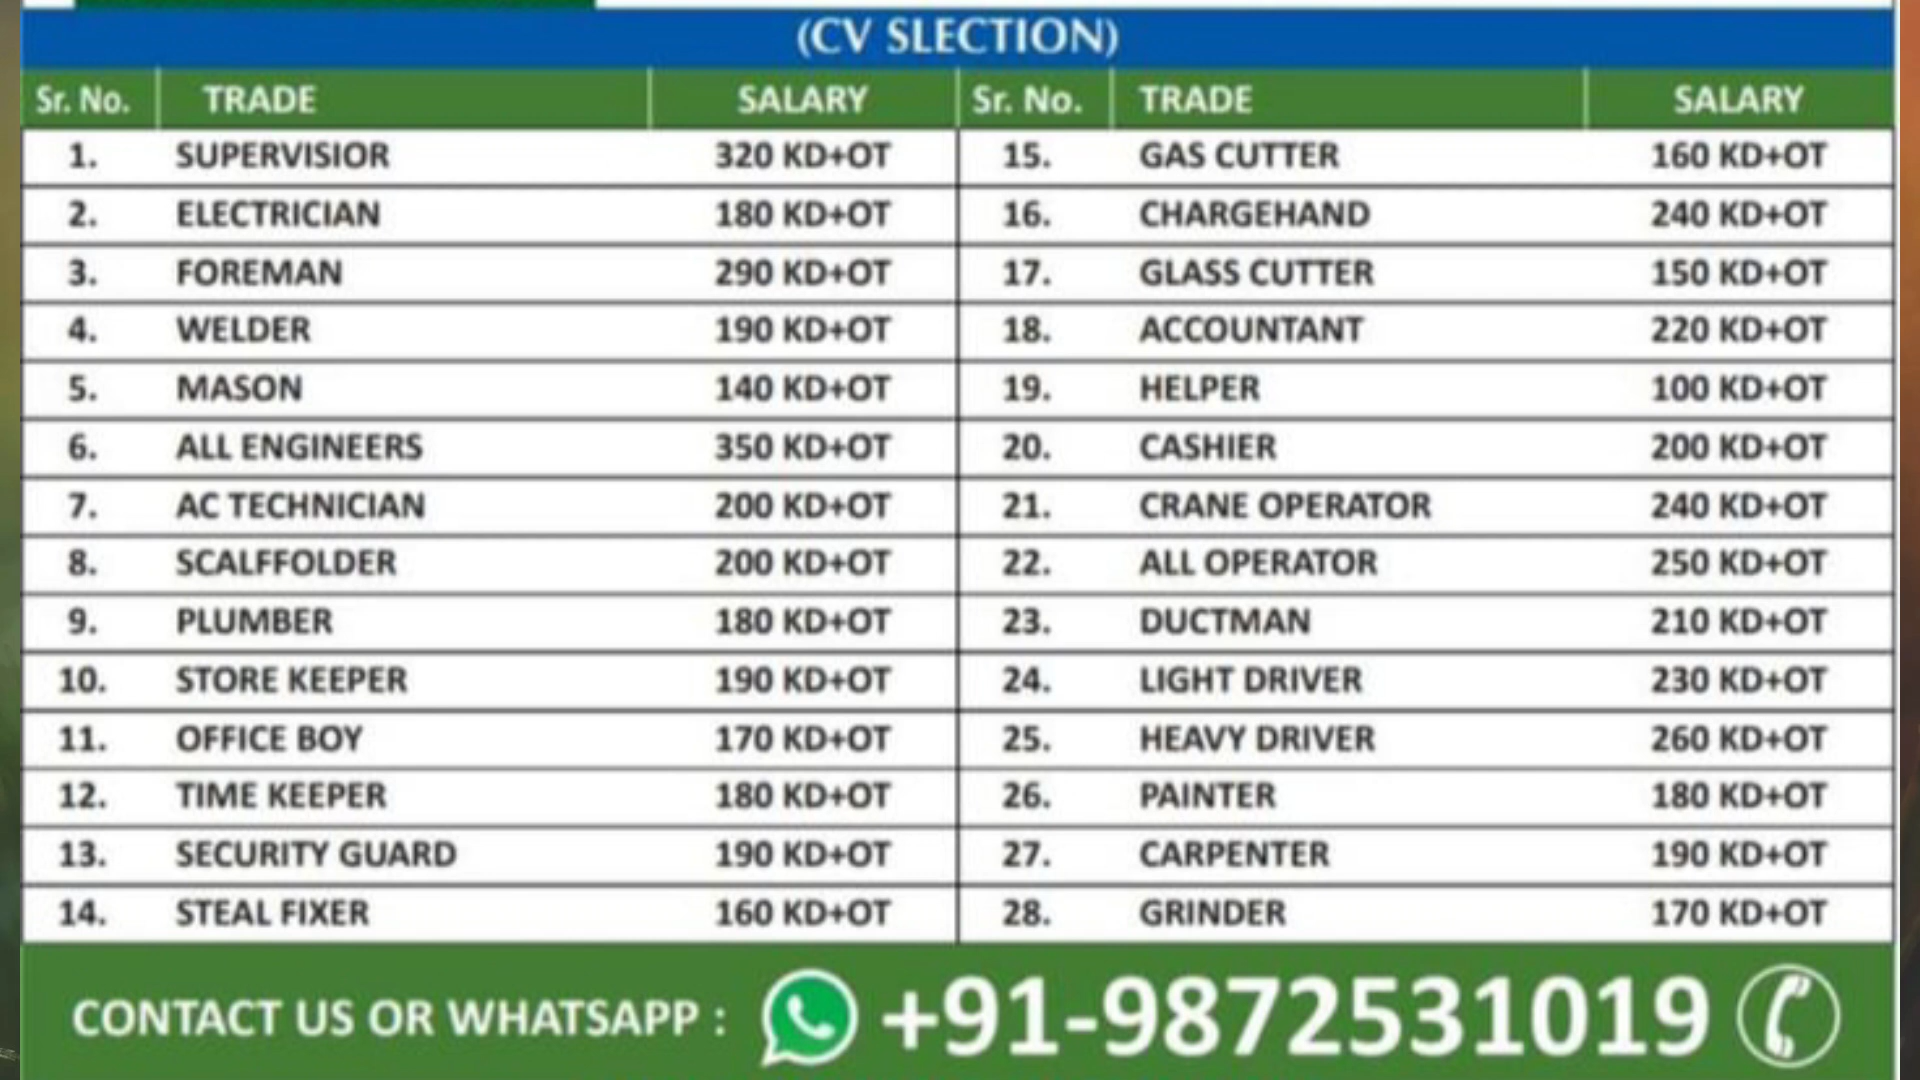 (CV SLECTION)
Sr. No. TRADE SALARY Sr. No. TRADE SALARY
1. SUPERVISIOR 320 KD+OT 15. GAS CUTTER 160 KD+OT
2. ELECTRICIAN 180 KD+OT 16. CHARGEHAND 240 KD+OT
3. FOREMAN 290 KD+OT 17. GLASS CUTTER 150 KD+OT
4. WELDER 190 KD+OT 18. ACCOUNTANT 220 KD+OT
5. MASON 140 KD+OT 19. HELPER 100 KD+OT
6. ALL ENGINEERS 350 KD+OT 20. CASHIER 200 KD+OT
7. AC TECHNICIAN 200 KD+OT 21. CRANE OPERATOR 240 KD+OT
8. SCALFFOLDER 200 KD+OT 22. ALL OPERATOR 250 KD+OT
9. PLUMBER 180 KD+OT 23. DUCTMAN 210 KD+OT
10. STORE KEEPER 190 KD+OT 24. LIGHT DRIVER 230 KD+OT
11. OFFICE BOY 170 KD+OT 25. HEAVY DRIVER 260 KD+OT
12. TIME KEEPER 180 KD+OT 26. PAINTER 180 KD+OT
13. SECURITY GUARD 190 KD+OT 27. CARPENTER 190 KD+OT
14. STEAL FIXER 160 KD+OT 28. GRINDER 170 KD+OT
CONTACT US OR WHATSAPP : +91-9872531019